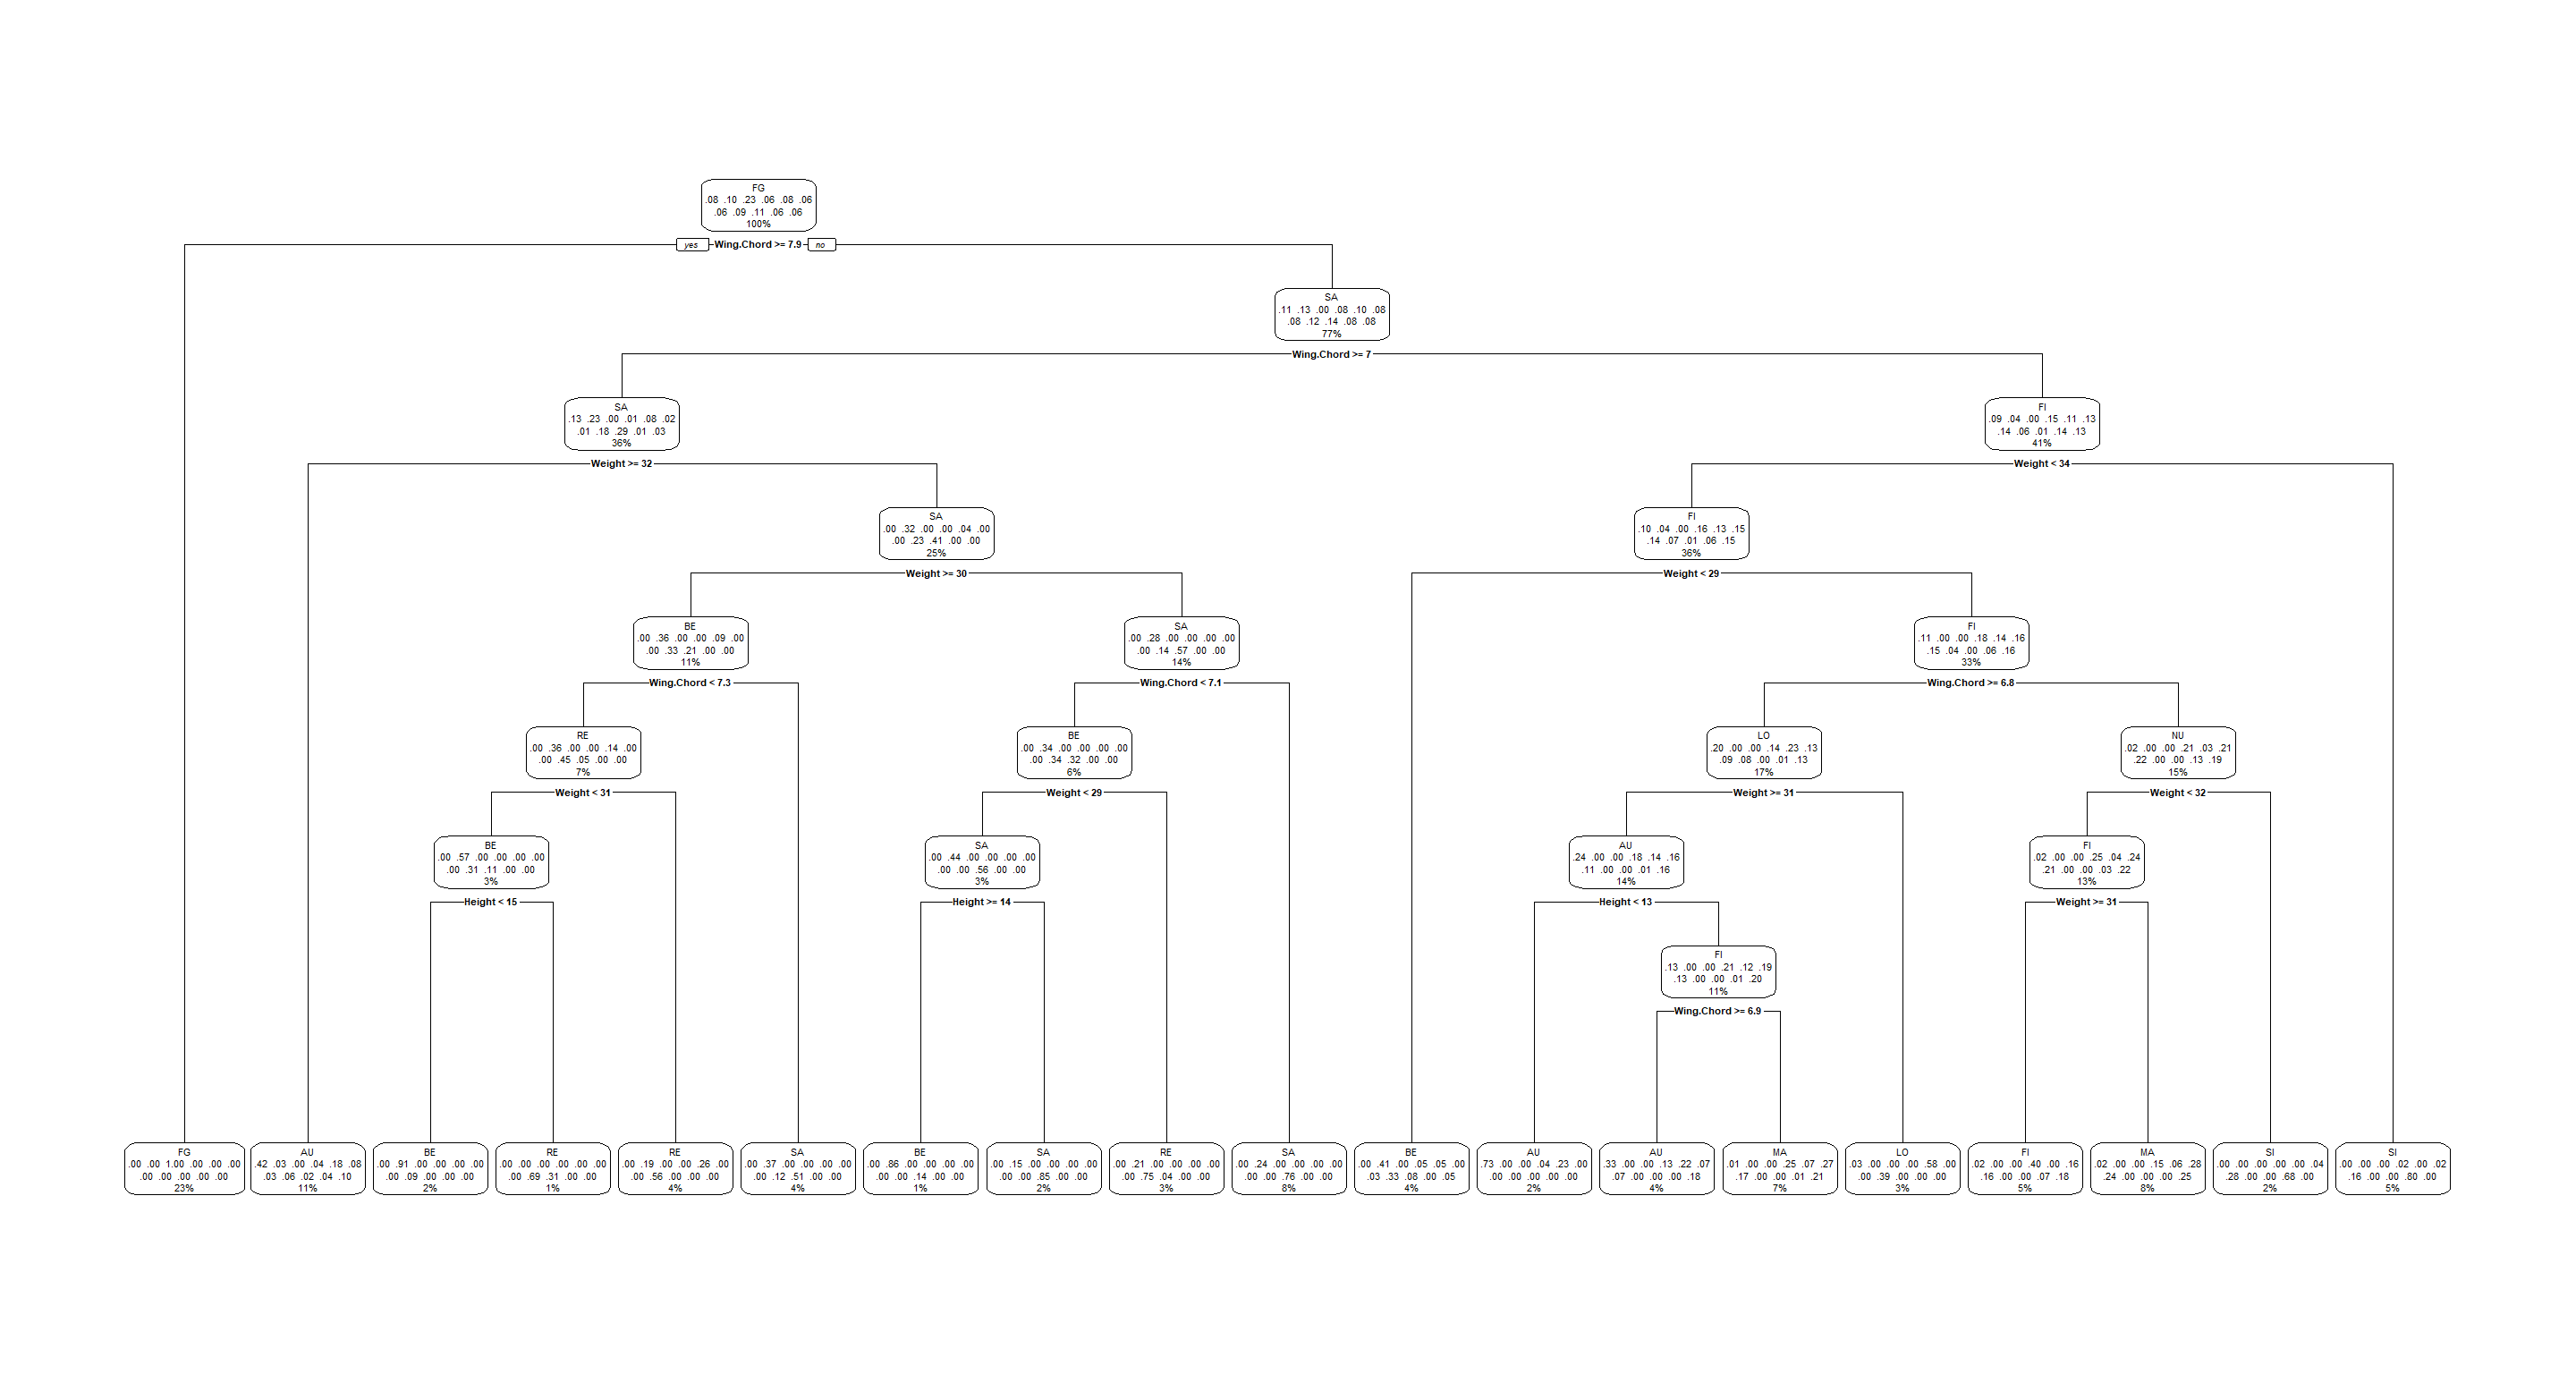 FG
.08 .10 .23 .06 .08 .06
.06 .09 .11 .06 .06
100%
yes Wing.Chord >= 7.9 no
SA
.11 .13 .00 .08 .10 .08
.08 .12 .14 .08 .08
77%
Wing.Chord >= 7
SA
.13 .23 .00 .01 .08 .02
.01 .18 .29 .01 .03
36%
FI
.09 .04 .00 .15 .11 .13
.14 .06 .01 .14 .13
41%
Weight >= 32
Weight < 34
SA
.00 .32 .00 .00 .04 .00
.00 .23 .41 .00 .00
25%
FI
.10 .04 .00 .16 .13 .15
.14 .07 .01 .06 .15
36%
Weight >= 30
Weight < 29
BE
.00 .36 .00 .00 .09 .00
.00 .33 .21 .00 .00
11%
SA
.00 .28 .00 .00 .00 .00
.00 .14 .57 .00 .00
14%
FI
.11 .00 .00 .18 .14 .16
.15 .04 .00 .06 .16
33%
Wing.Chord < 7.3
Wing.Chord < 7.1
Wing.Chord >= 6.8
RE
.00 .36 .00 .00 .14 .00
.00 .45 .05 .00 .00
7%
BE
.00 .34 .00 .00 .00 .00
.00 .34 .32 .00 .00
6%
LO
.20 .00 .00 .14 .23 .13
.09 .08 .00 .01 .13
17%
NU
.02 .00 .00 .21 .03 .21
.22 .00 .00 .13 .19
15%
Weight < 31
Weight < 29
Weight >= 31
Weight < 32
BE
.00 .57 .00 .00 .00 .00
.00 .31 .11 .00 .00
3%
SA
.00 .44 .00 .00 .00 .00
.00 .00 .56 .00 .00
3%
AU
.24 .00 .00 .18 .14 .16
.11 .00 .00 .01 .16
14%
FI
.02 .00 .00 .25 .04 .24
.21 .00 .00 .03 .22
13%
Height < 15
Height >= 14
Height < 13
Weight >= 31
FI
.13 .00 .00 .21 .12 .19
.13 .00 .00 .01 .20
11%
Wing.Chord >= 6.9
FG
.00 .00 1.00 .00 .00 .00
.00 .00 .00 .00 .00
23%
AU
.42 .03 .00 .04 .18 .08
.03 .06 .02 .04 .10
11%
BE
.00 .91 .00 .00 .00 .00
.00 .09 .00 .00 .00
2%
RE
.00 .00 .00 .00 .00 .00
.00 .69 .31 .00 .00
1%
RE
.00 .19 .00 .00 .26 .00
.00 .56 .00 .00 .00
4%
SA
.00 .37 .00 .00 .00 .00
.00 .12 .51 .00 .00
4%
BE
.00 .86 .00 .00 .00 .00
.00 .00 .14 .00 .00
1%
SA
.00 .15 .00 .00 .00 .00
.00 .00 .85 .00 .00
2%
RE
.00 .21 .00 .00 .00 .00
.00 .75 .04 .00 .00
3%
SA
.00 .24 .00 .00 .00 .00
.00 .00 .76 .00 .00
8%
BE
.00 .41 .00 .05 .05 .00
.03 .33 .08 .00 .05
4%
AU
.73 .00 .00 .04 .23 .00
.00 .00 .00 .00 .00
2%
AU
.33 .00 .00 .13 .22 .07
.07 .00 .00 .00 .18
4%
MA
.01 .00 .00 .25 .07 .27
.17 .00 .00 .01 .21
7%
LO
.03 .00 .00 .00 .58 .00
.00 .39 .00 .00 .00
3%
FI
.02 .00 .00 .40 .00 .16
.16 .00 .00 .07 .18
5%
MA
.02 .00 .00 .15 .06 .28
.24 .00 .00 .00 .25
8%
SI
.00 .00 .00 .00 .00 .04
.28 .00 .00 .68 .00
2%
SI
.00 .00 .00 .02 .00 .02
.16 .00 .00 .80 .00
5%